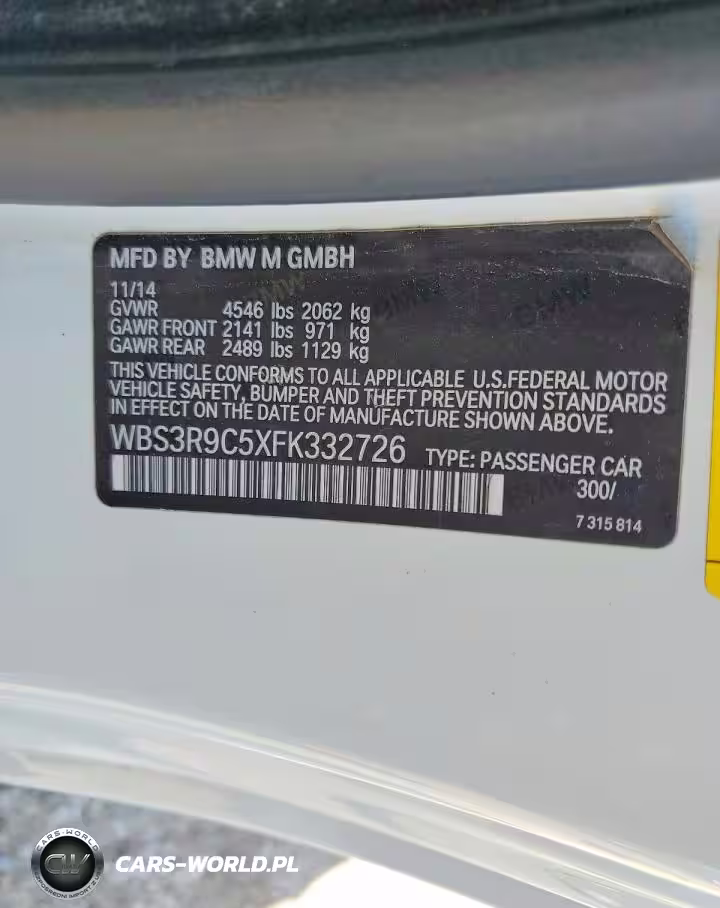 MFD BY BMW M GMBH
11/14
GVWR 4546 lbs 2062 kg
GAWR FRONT 2141 lbs 971 kg
GAWR REAR 2489 lbs 1129 kg
THIS VEHICLE CONFORMS TO ALL APPLICABLE U.S.FEDERAL MOTOR
VEHICLE SAFETY, BUMPER AND THEFT PREVENTION STANDARDS
IN EFFECT ON THE DATE OF MANUFACTURE SHOWN ABOVE.
WBS3R9C5XFK332726 TYPE: PASSENGER CAR
300/
7 315 814
CARS-WORLD
CW
CARS-WORLD.PL